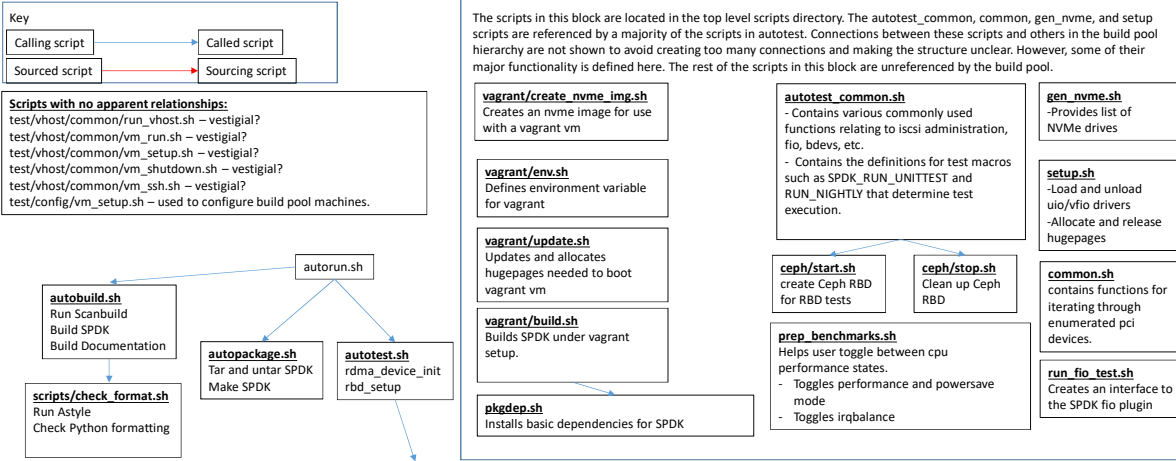 Key
Calling script
Called script
Sourced script
Sourcing script
Scripts with no apparent relationships:
test/vhost/common/run_vhost.sh – vestigial?
test/vhost/common/vm_run.sh – vestigial?
test/vhost/common/vm_setup.sh – vestigial?
test/vhost/common/vm_shutdown.sh – vestigial?
test/vhost/common/vm_ssh.sh – vestigial?
test/config/vm_setup.sh – used to configure build pool machines.
autorun.sh
autobuild.sh
Run Scanbuild
Build SPDK
Build Documentation
scripts/check_format.sh
Run Astyle
Check Python formatting
autopackage.sh
Tar and untar SPDK
Make SPDK
autotest.sh
rdma_device_init
rbd_setup
The scripts in this block are located in the top level scripts directory. The autotest_common, common, gen_nvme, and setup
scripts are referenced by a majority of the scripts in autotest. Connections between these scripts and others in the build pool
hierarchy are not shown to avoid creating too many connections and making the structure unclear. However, some of their
major functionality is defined here. The rest of the scripts in this block are unreferenced by the build pool.
vagrant/create_nvme_img.sh
Creates an nvme image for use
with a vagrant vm
vagrant/env.sh
Defines environment variable
for vagrant
vagrant/update.sh
Updates and allocates
hugepages needed to boot
vagrant vm
vagrant/build.sh
Builds SPDK under vagrant
setup.
pkgdep.sh
Installs basic dependencies for SPDK
autotest_common.sh
- Contains various commonly used
functions relating to iscsi administration,
fio, bdevs, etc.
- Contains the definitions for test macros
such as SPDK_RUN_UNITTEST and
RUN_NIGHTLY that determine test
execution.
ceph/start.sh
create Ceph RBD
for RBD tests
ceph/stop.sh
Clean up Ceph
RBD
prep_benchmarks.sh
Helps user toggle between cpu
performance states.
- Toggles performance and powersave
mode
- Toggles irqbalance
gen_nvme.sh
-Provides list of
NVMe drives
setup.sh
-Load and unload
uio/vfio drivers
-Allocate and release
hugepages
common.sh
contains functions for
iterating through
enumerated pci
devices.
run_fio_test.sh
Creates an interface to
the SPDK fio plugin